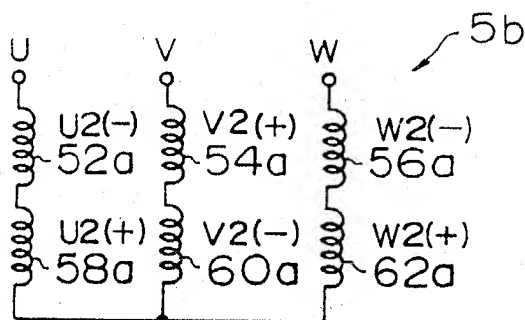 5b
U V W
U2(-) V2(+) W2(-)
52a 54a 56a
U2(+) V2(-) W2(+)
58a 60a 62a